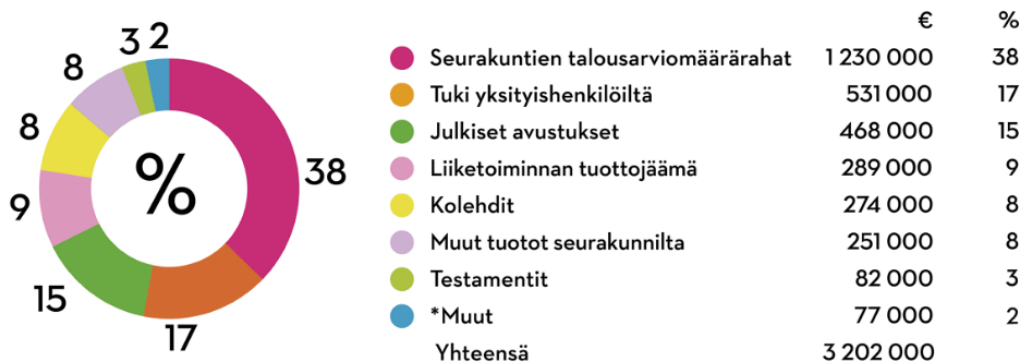 3 2
8
8
9
15
17
38
%
€ %
Seurakuntien talousarviomäärärahat 1 230 000 38
Tuki yksityishenkilöiltä 531 000 17
Julkiset avustukset 468 000 15
Liiketoiminnan tuottojäämä 289 000 9
Kolehdit 274 000 8
Muut tuotot seurakunnilta 251 000 8
Testamentit 82 000 3
*Muut 77 000 2
Yhteensä 3 202 000